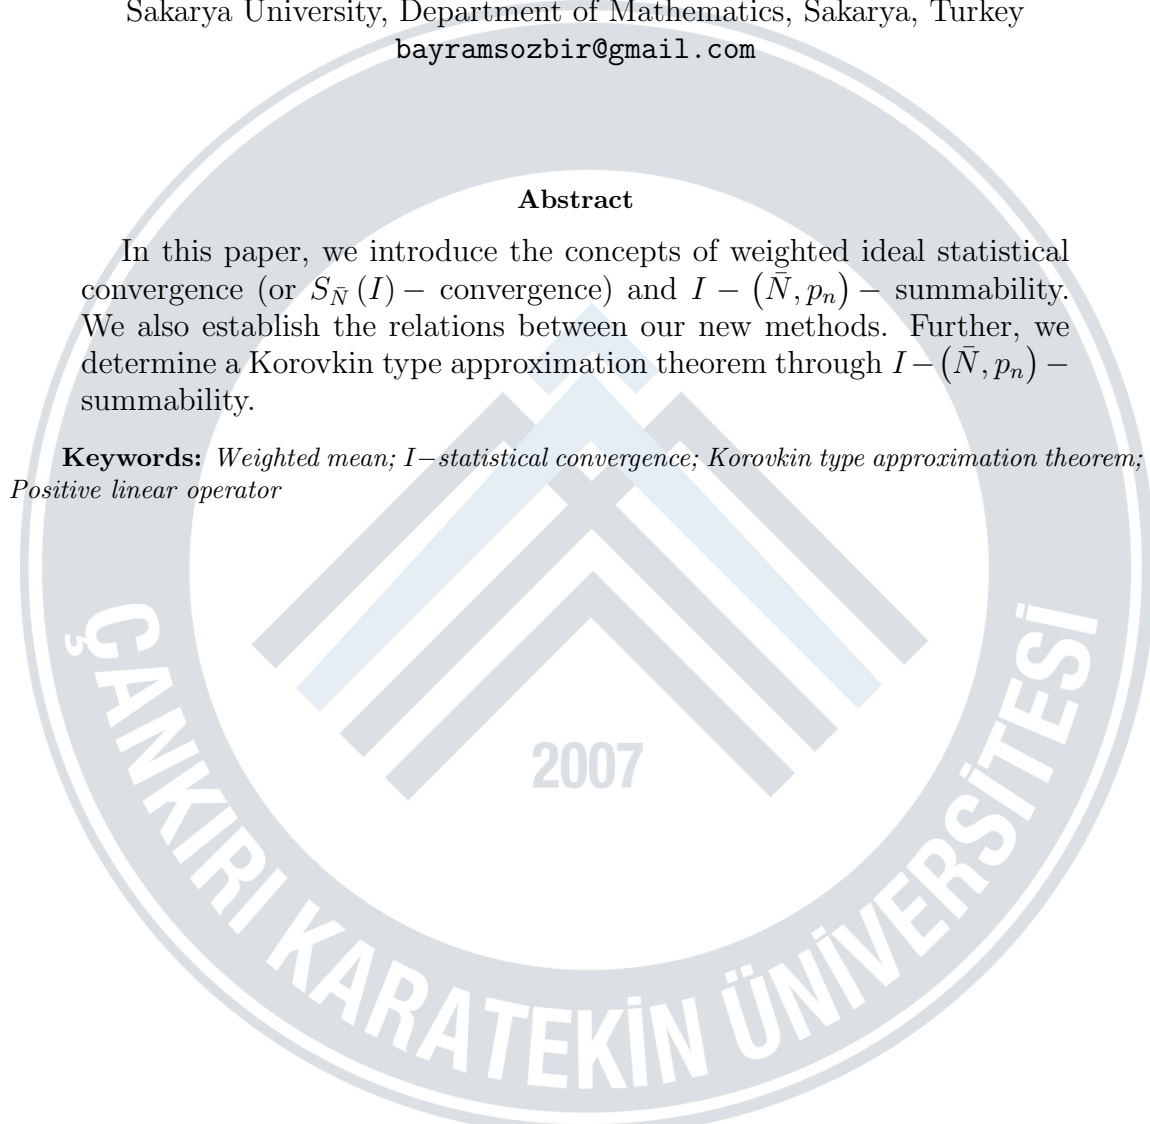 Sakarya University, Department of Mathematics, Sakarya, Turkey
bayramsozbir@gmail.com
Abstract
In this paper, we introduce the concepts of weighted ideal statistical
convergence (or S_N̄ (I) − convergence) and I − (N̄, pₙ) − summability.
We also establish the relations between our new methods. Further, we
determine a Korovkin type approximation theorem through I − (N̄, pₙ) −
summability.
Keywords: Weighted mean; I−statistical convergence; Korovkin type approximation theorem;
Positive linear operator
2007
ÇANKIRI KARATEKİN ÜNİVERSİTESİ